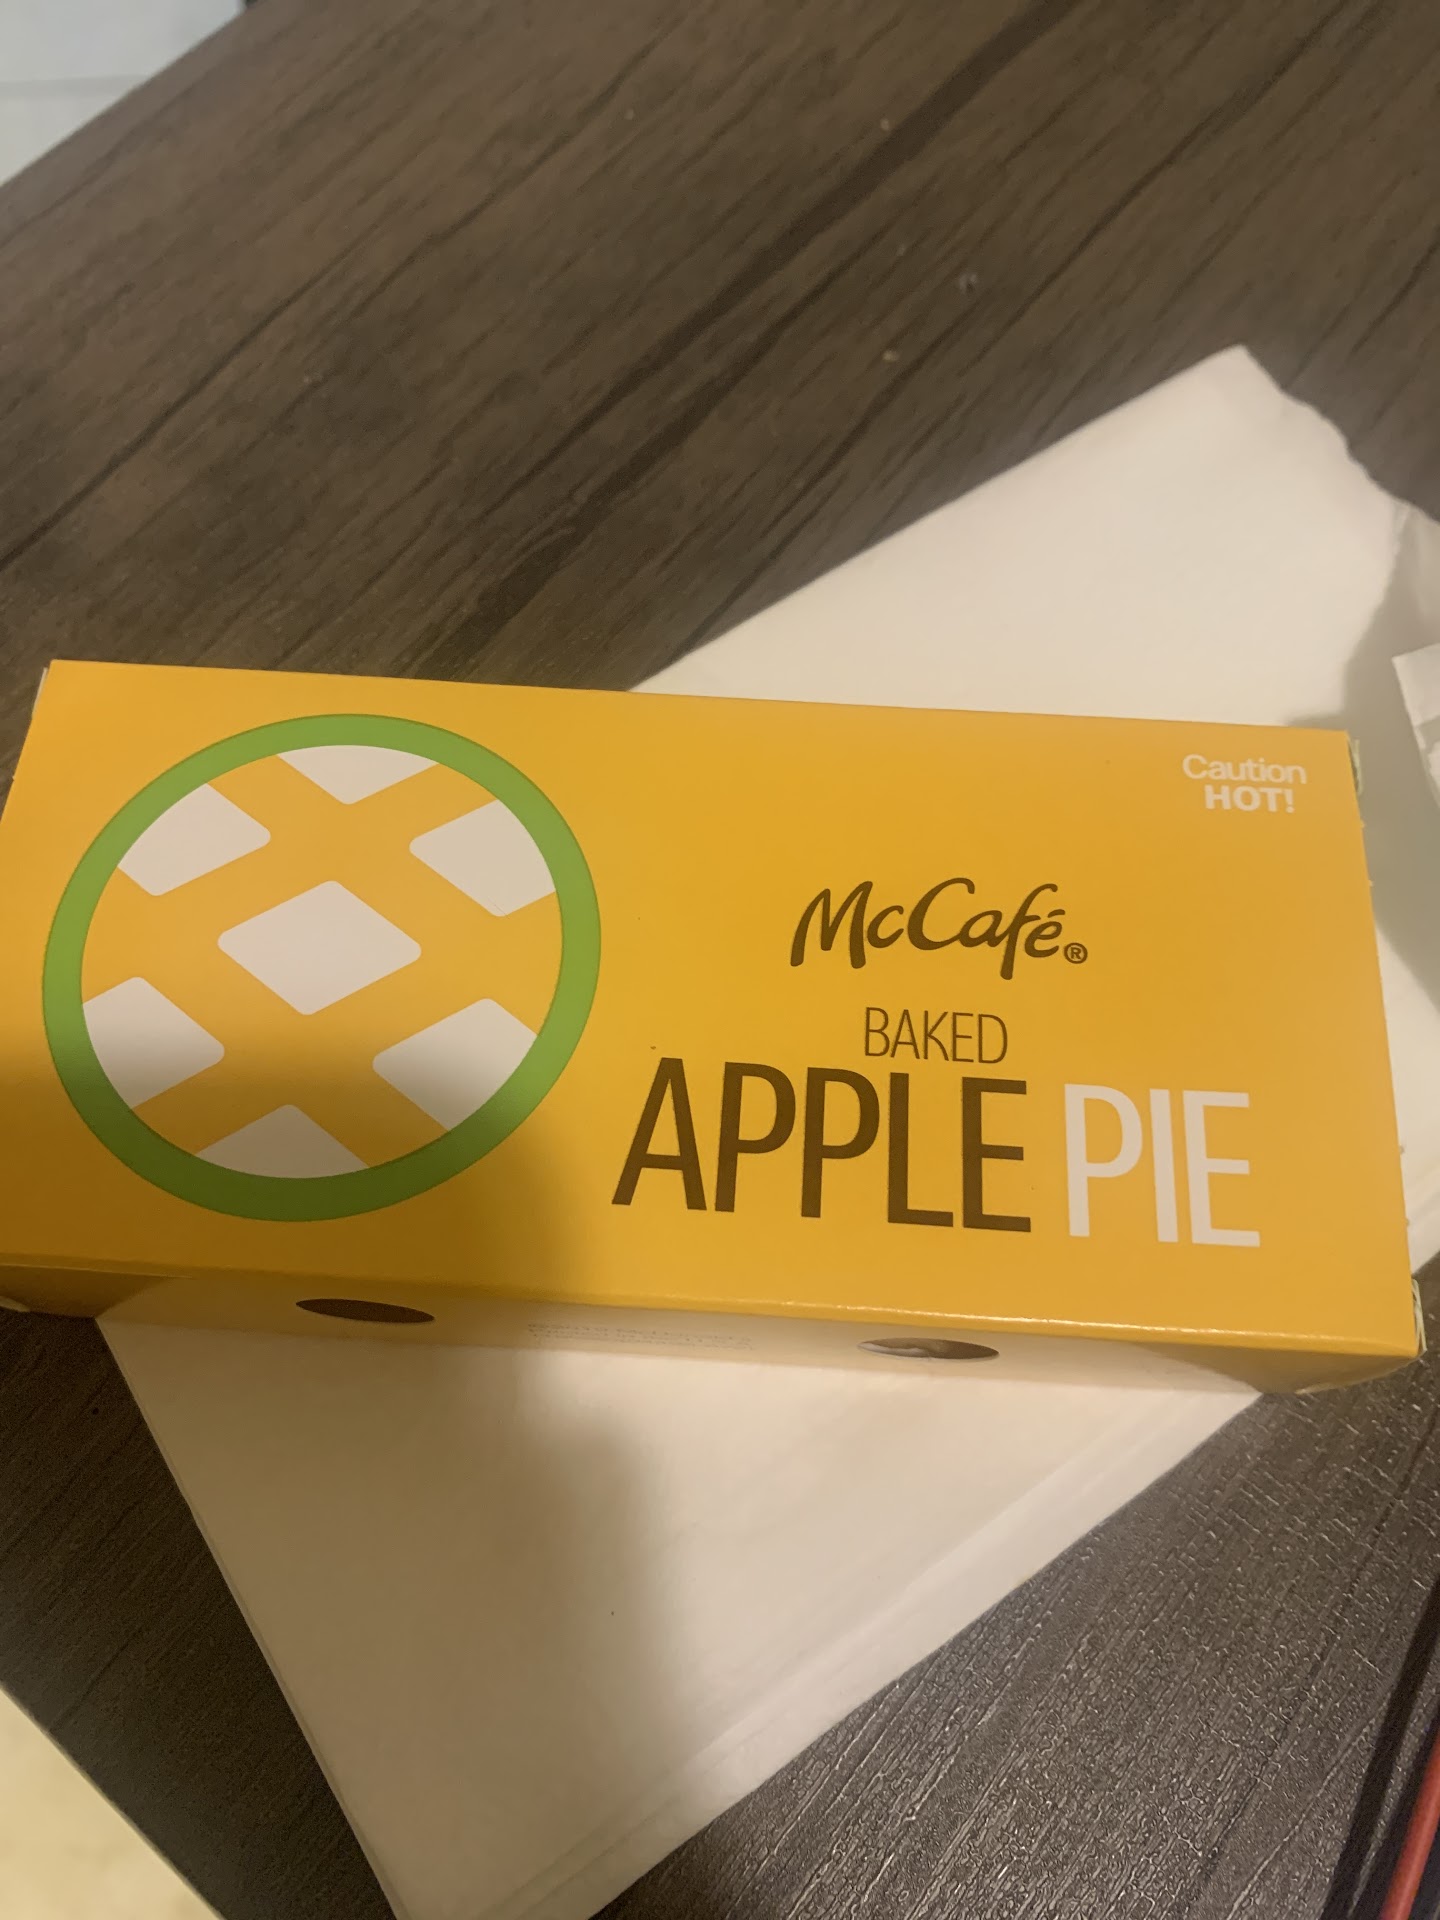 Caution
HOT!
McCafé®
BAKED
APPLE PIE